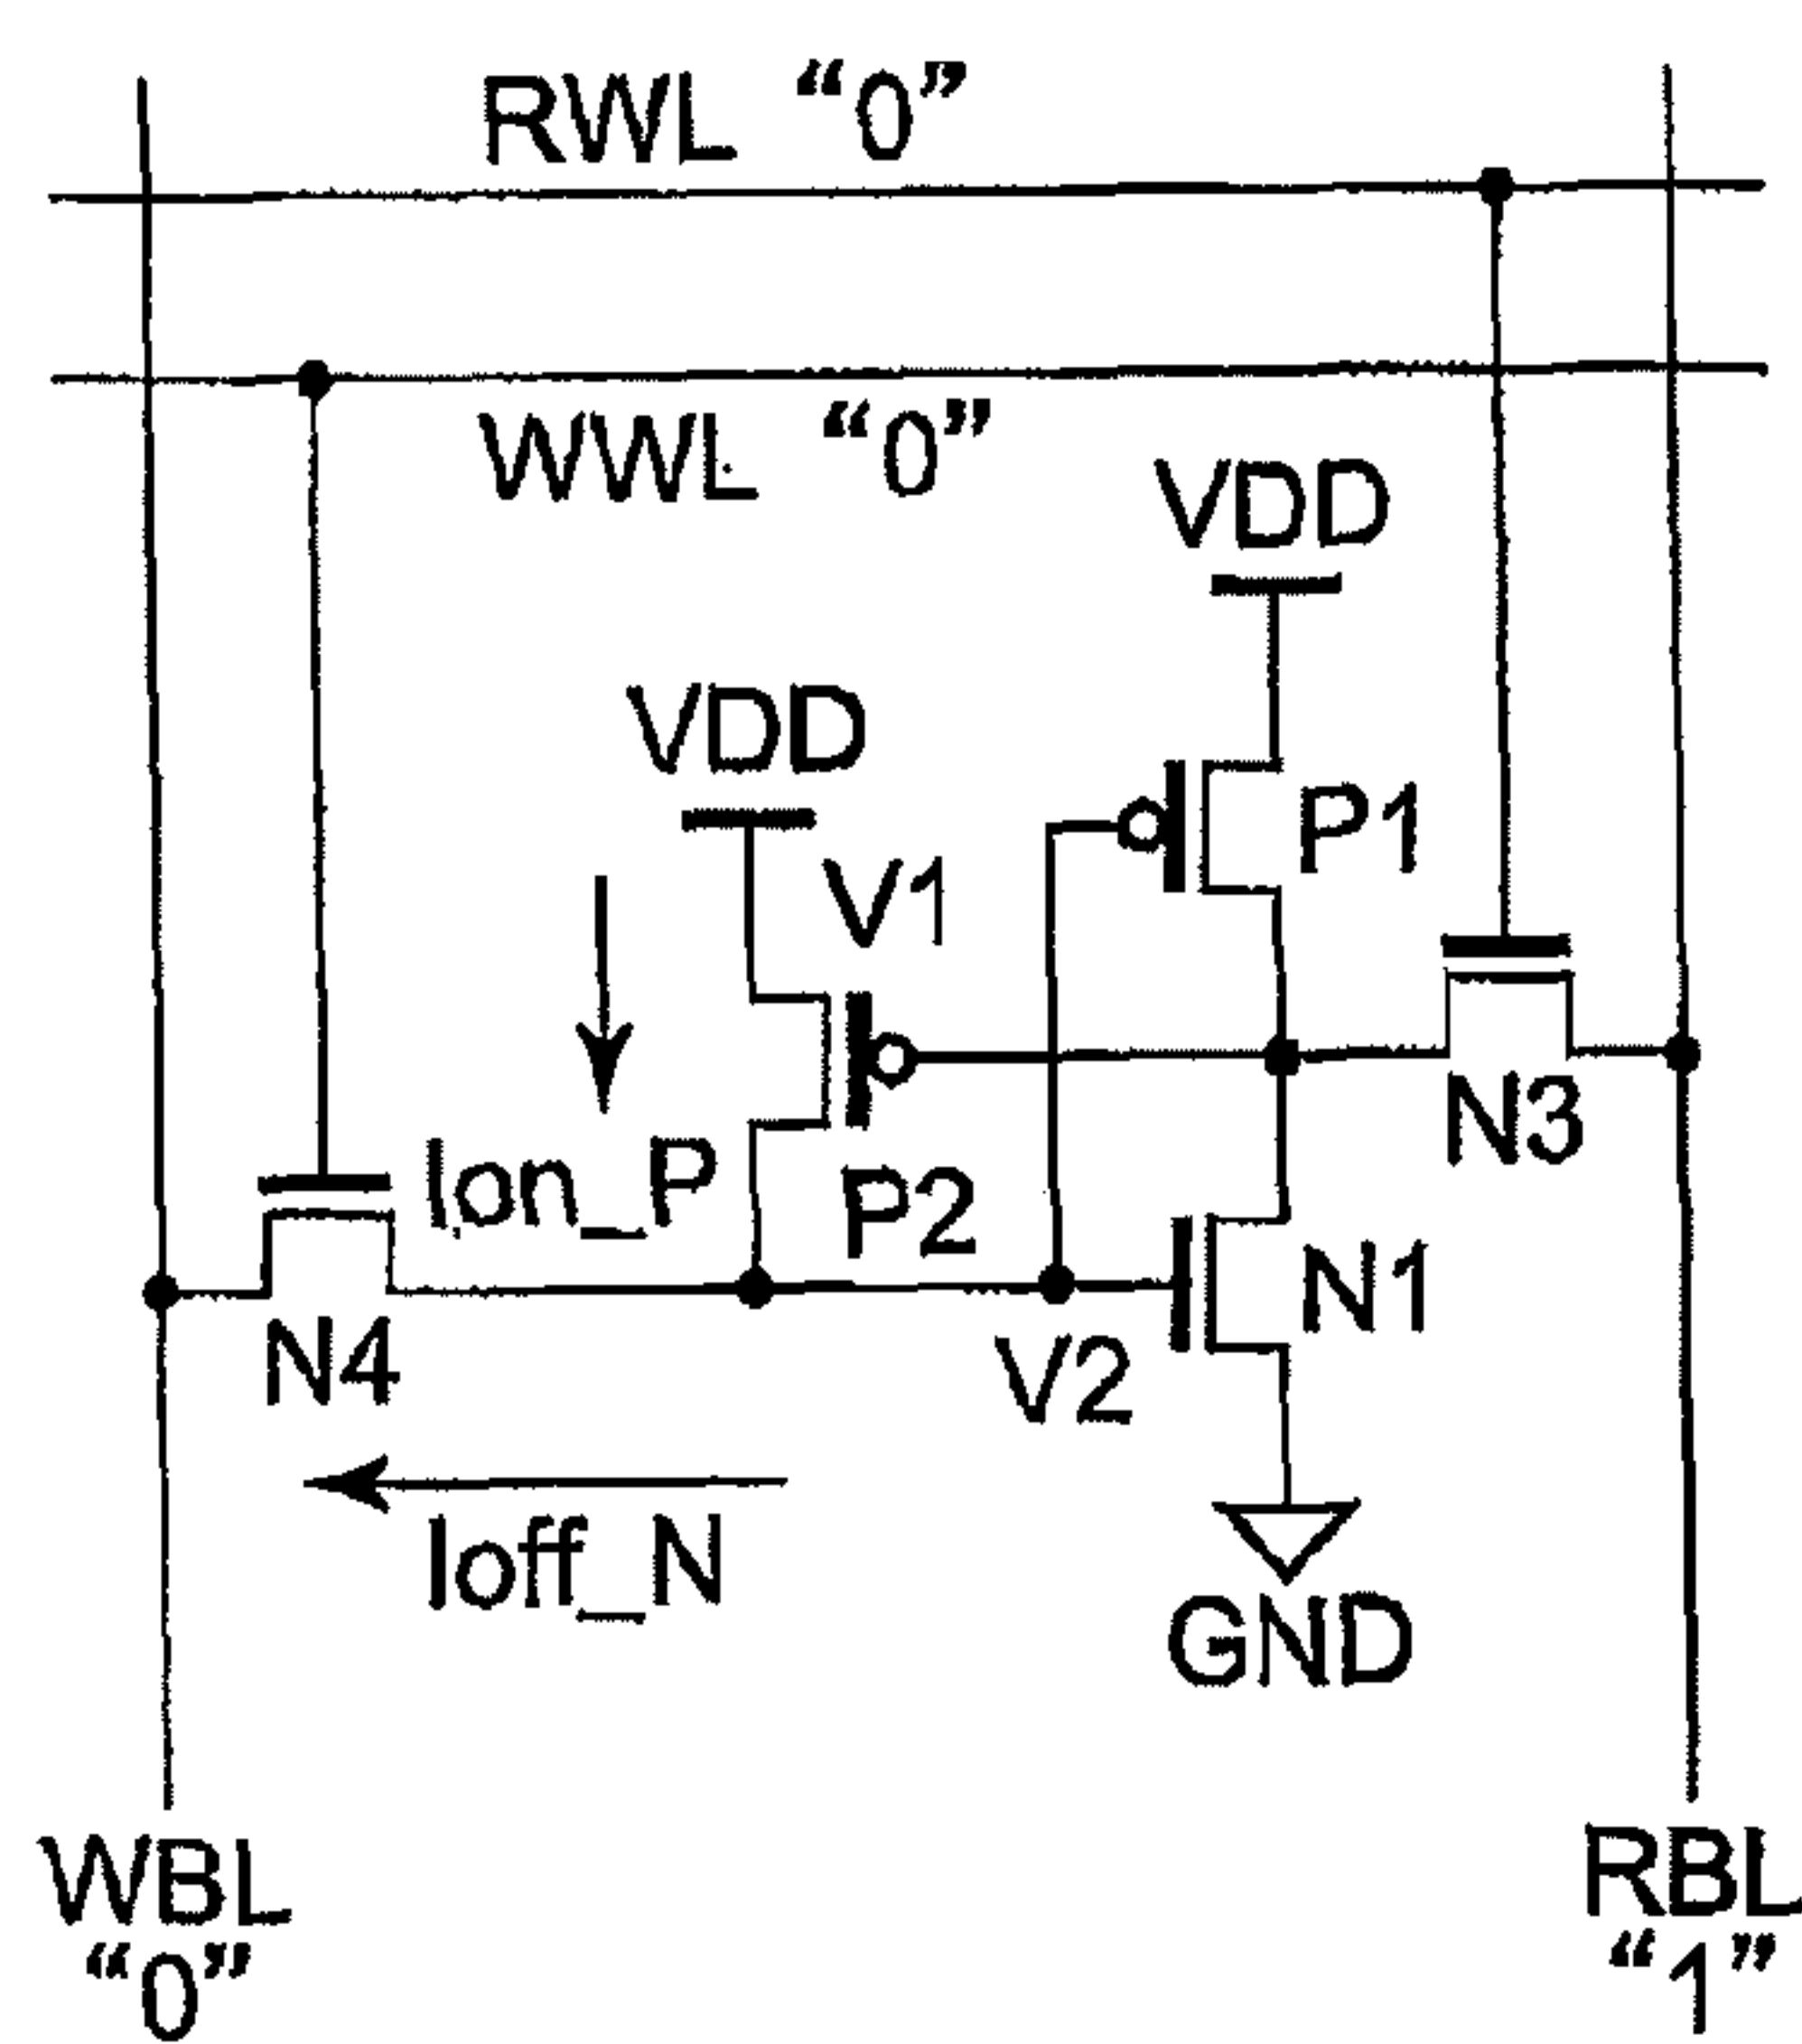 RWL “0”
WWL “0”
VDD
VDD
P1
V1
Ion_P
P2
N3
N1
N4
V2
Ioff_N
GND
WBL
“0”
RBL
“1”